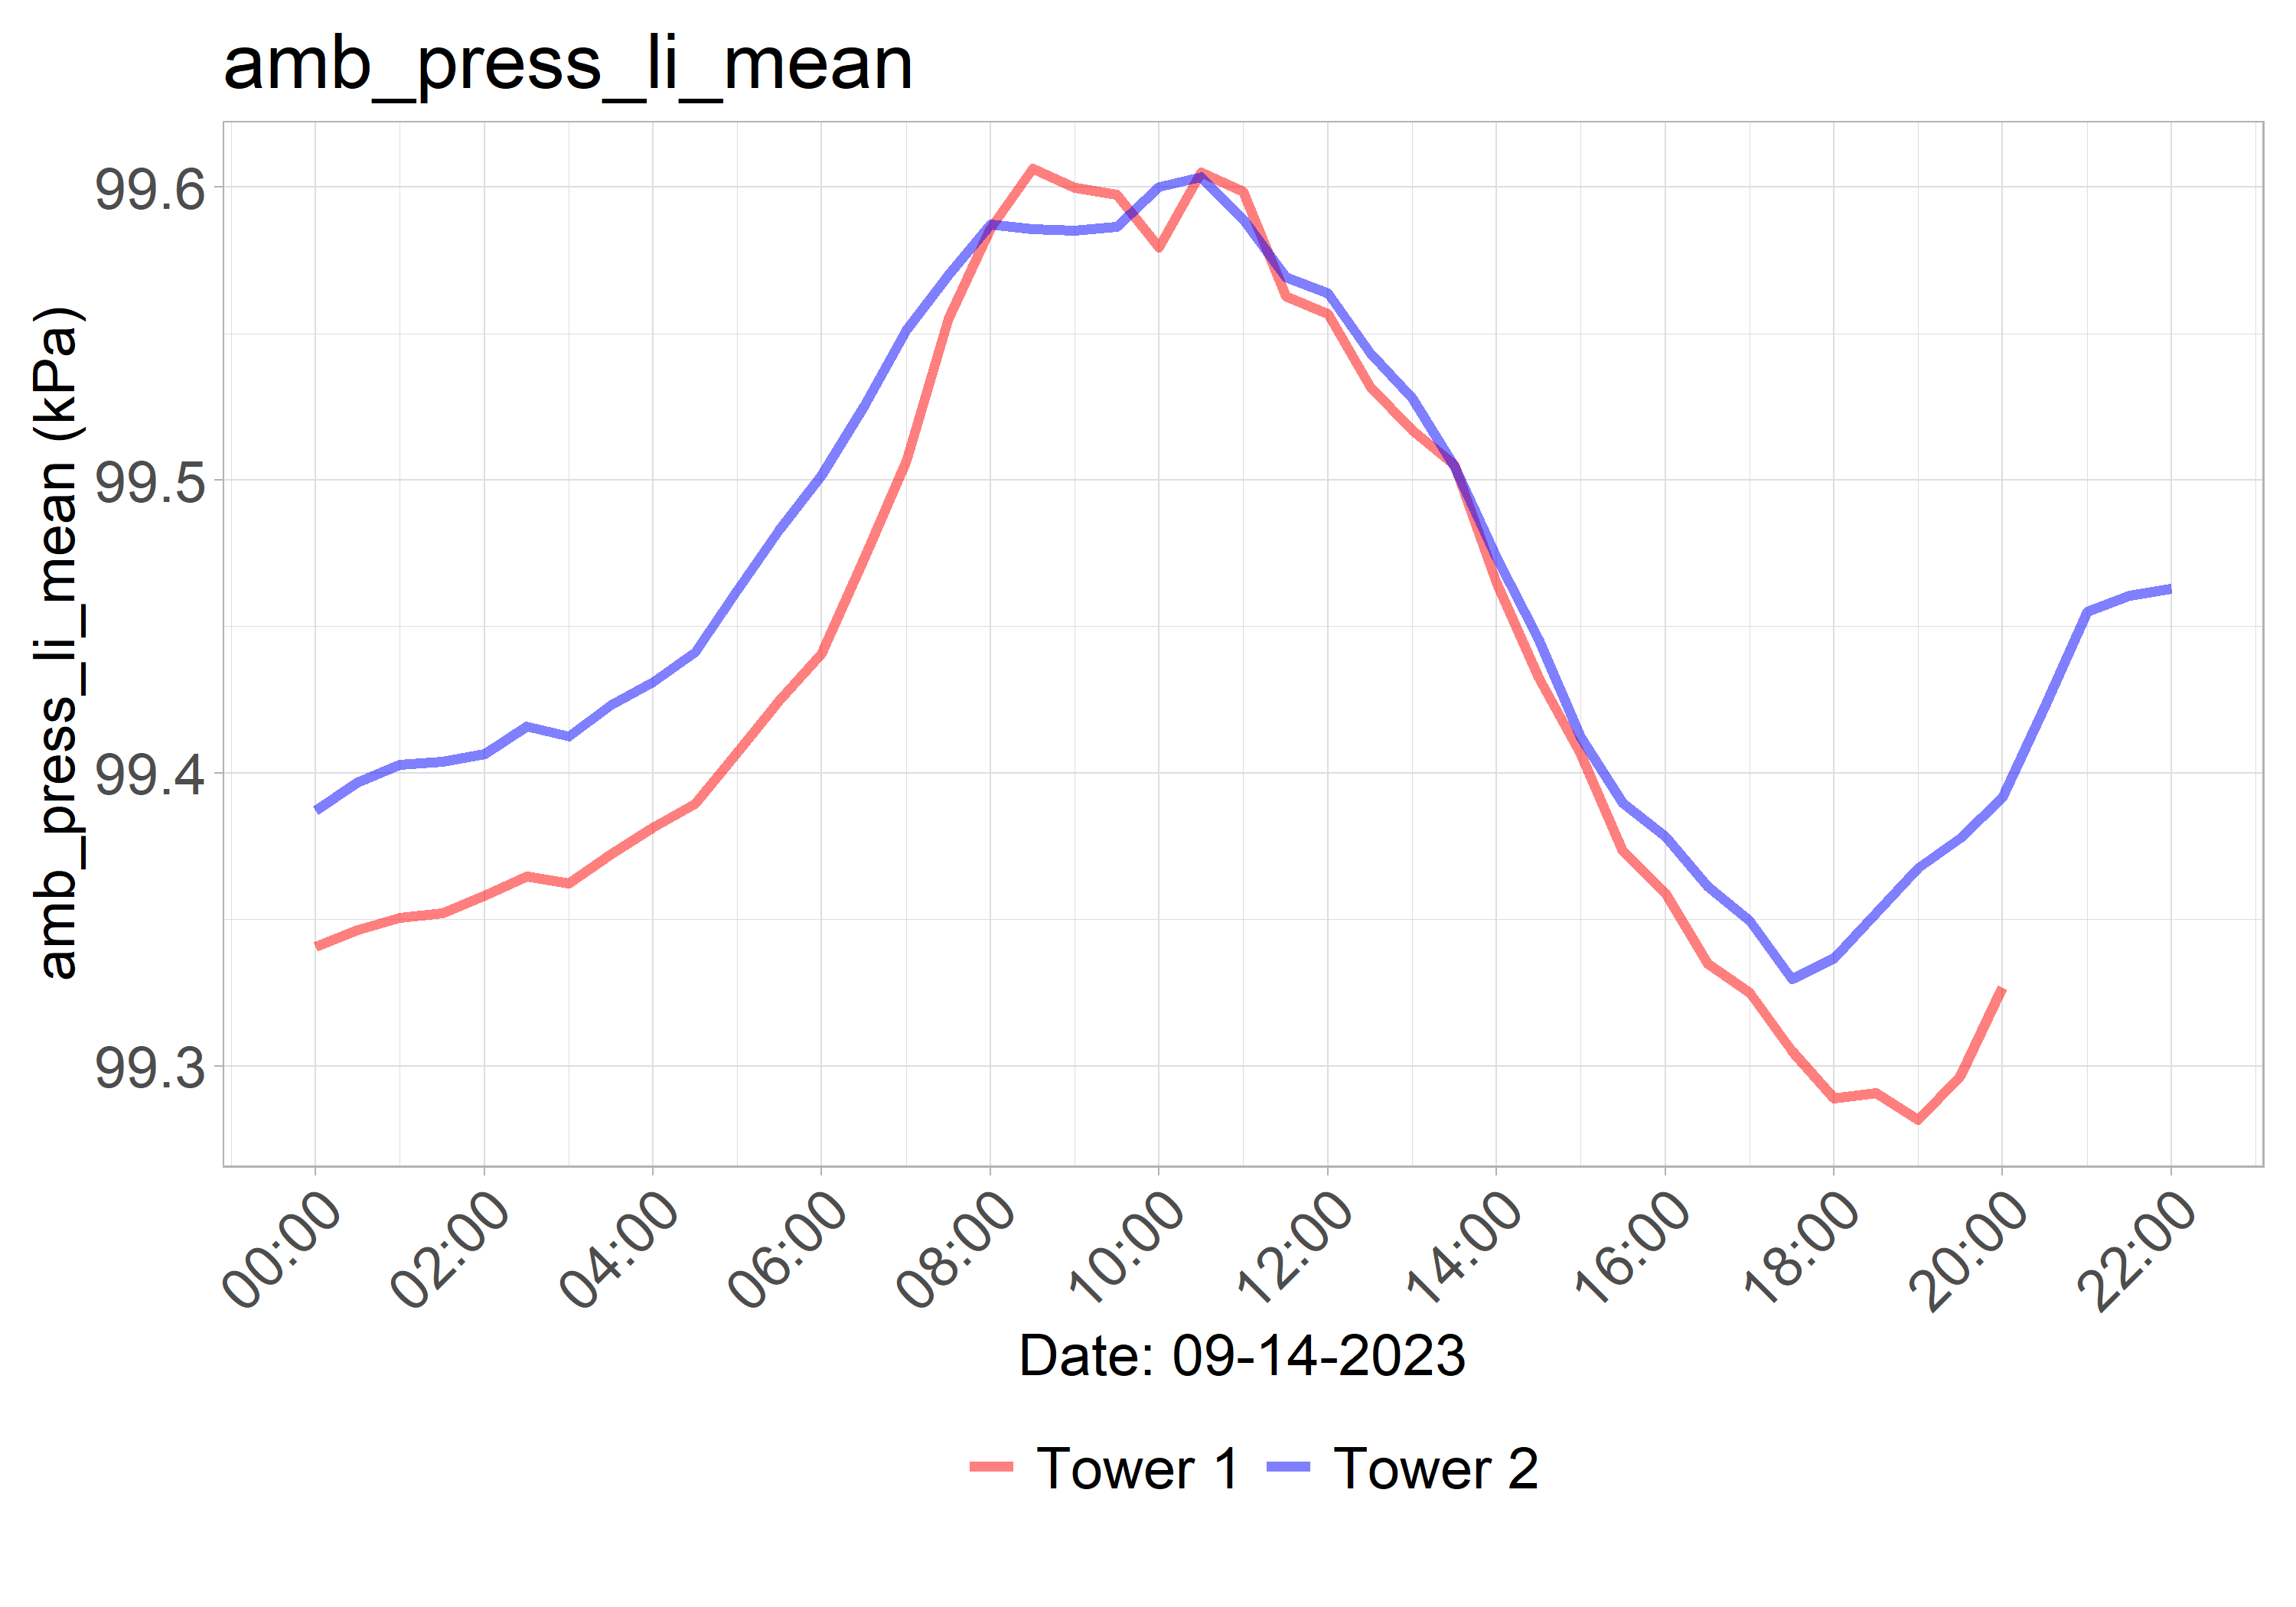 amb_press_li_mean
amb_press_li_mean (kPa)
99.6
99.5
99.4
99.3
00:00 02:00 04:00 06:00 08:00 10:00 12:00 14:00 16:00 18:00 20:00 22:00
Date: 09-14-2023
Tower 1 Tower 2